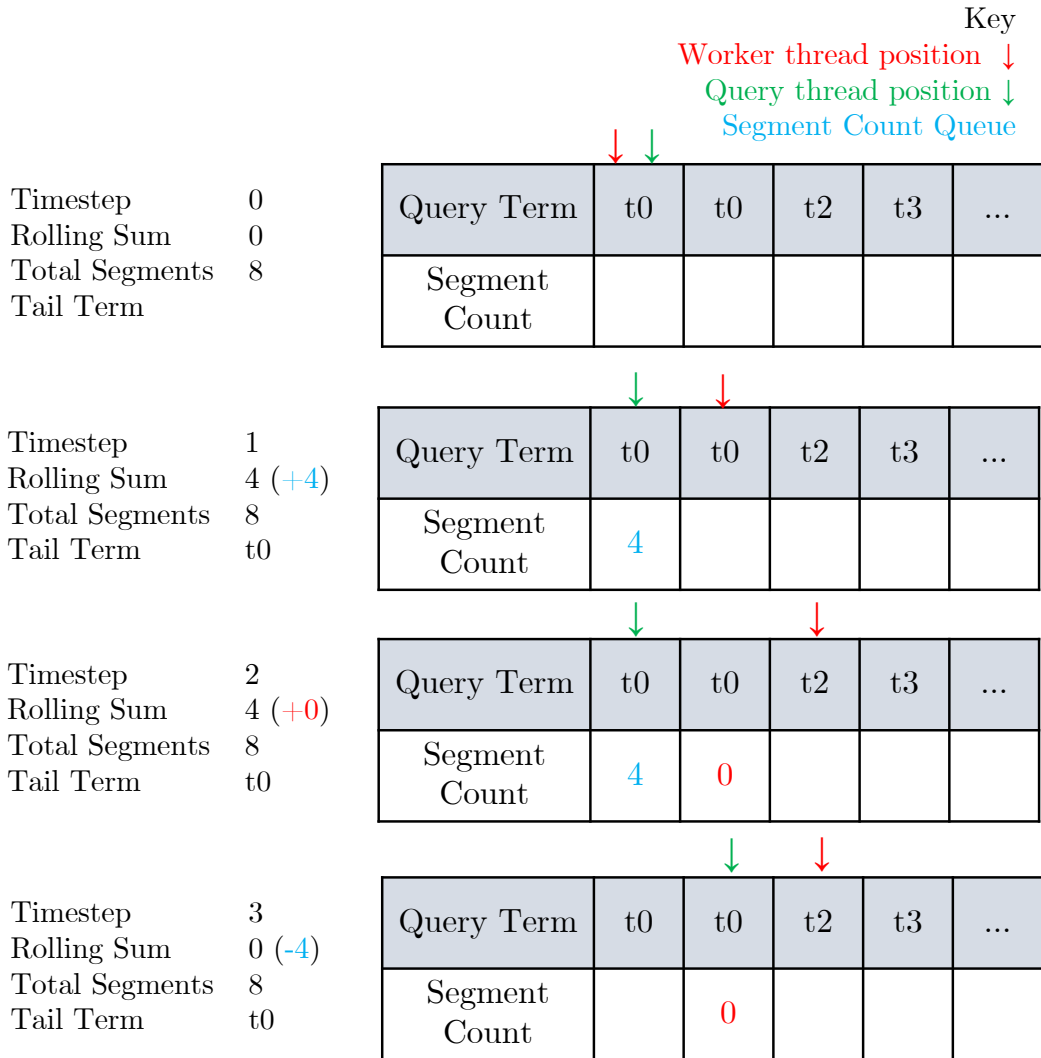 Key
Worker thread position ↓
Query thread position ↓
Segment Count Queue
↓ ↓
Timestep 0
Rolling Sum 0
Total Segments 8
Tail Term
Query Term t0 t0 t2 t3 ...
Segment
Count
↓ ↓
Timestep 1
Rolling Sum 4 (+4)
Total Segments 8
Tail Term t0
Query Term t0 t0 t2 t3 ...
Segment
Count
4
↓ ↓
Timestep 2
Rolling Sum 4 (+0)
Total Segments 8
Tail Term t0
Query Term t0 t0 t2 t3 ...
Segment
Count
4 0
↓ ↓
Timestep 3
Rolling Sum 0 (-4)
Total Segments 8
Tail Term t0
Query Term t0 t0 t2 t3 ...
Segment
Count
0